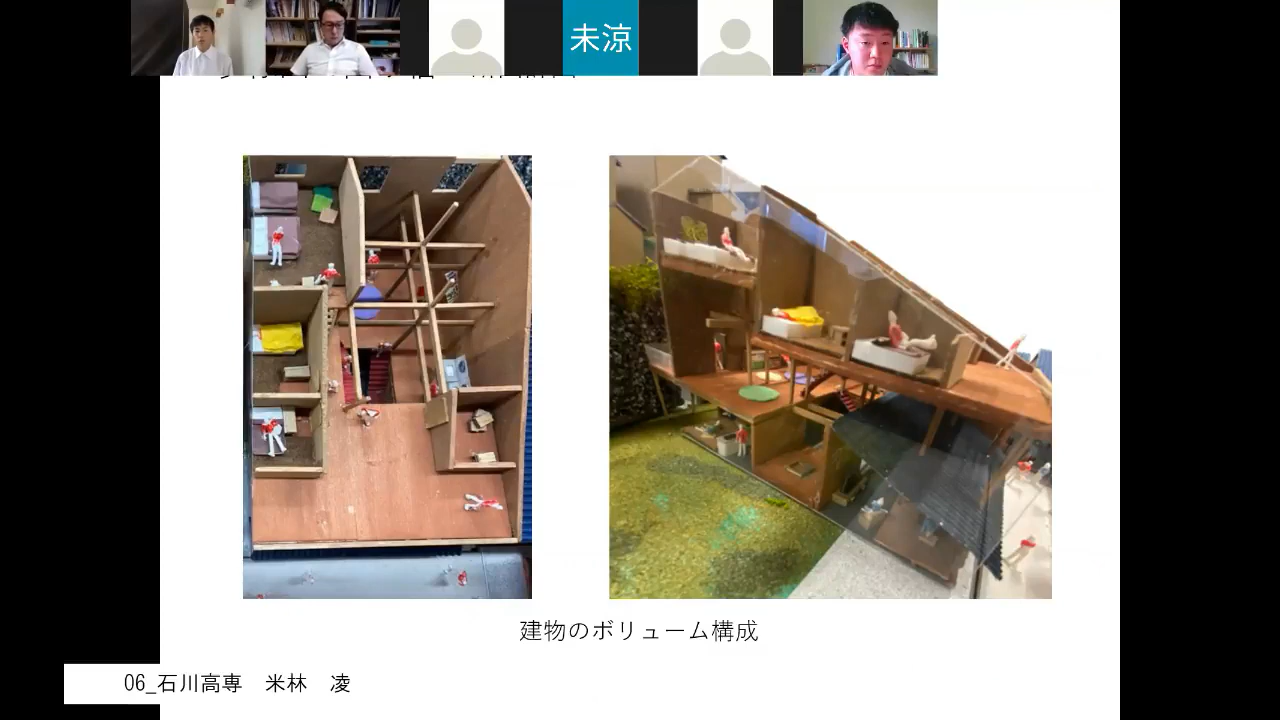 未涼
建物のボリューム構成
06_石川高専　米林　凌